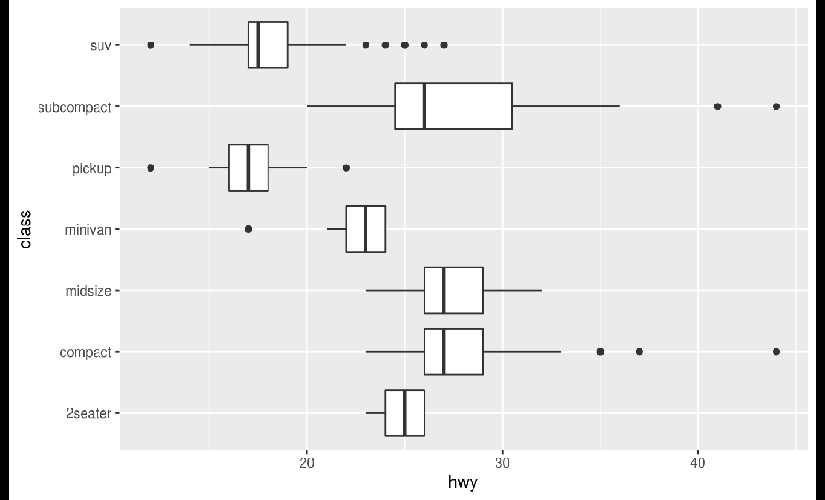 suv
subcompact
pickup
minivan
midsize
compact
2seater
class
20 30 40
hwy